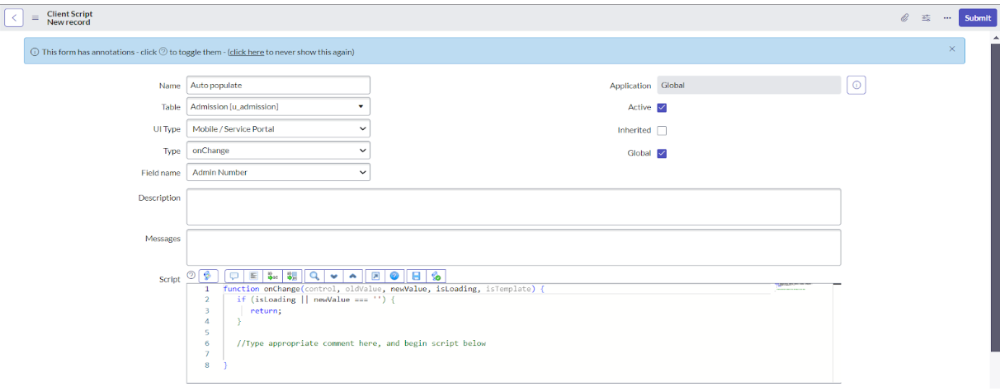 Client Script
New record
Submit
This form has annotations - click ? to toggle them - (click here to never show this again)
Name Auto populate
Application Global
Table Admission [u_admission]
Active
UI Type Mobile / Service Portal
Inherited
Type onChange
Global
Field name Admin Number
Description
Messages
Script
1 function onChange(control, oldValue, newValue, isLoading, isTemplate) {
2 if (isLoading || newValue === '') {
3 return;
4 }
5
6 //Type appropriate comment here, and begin script below
7
8 }